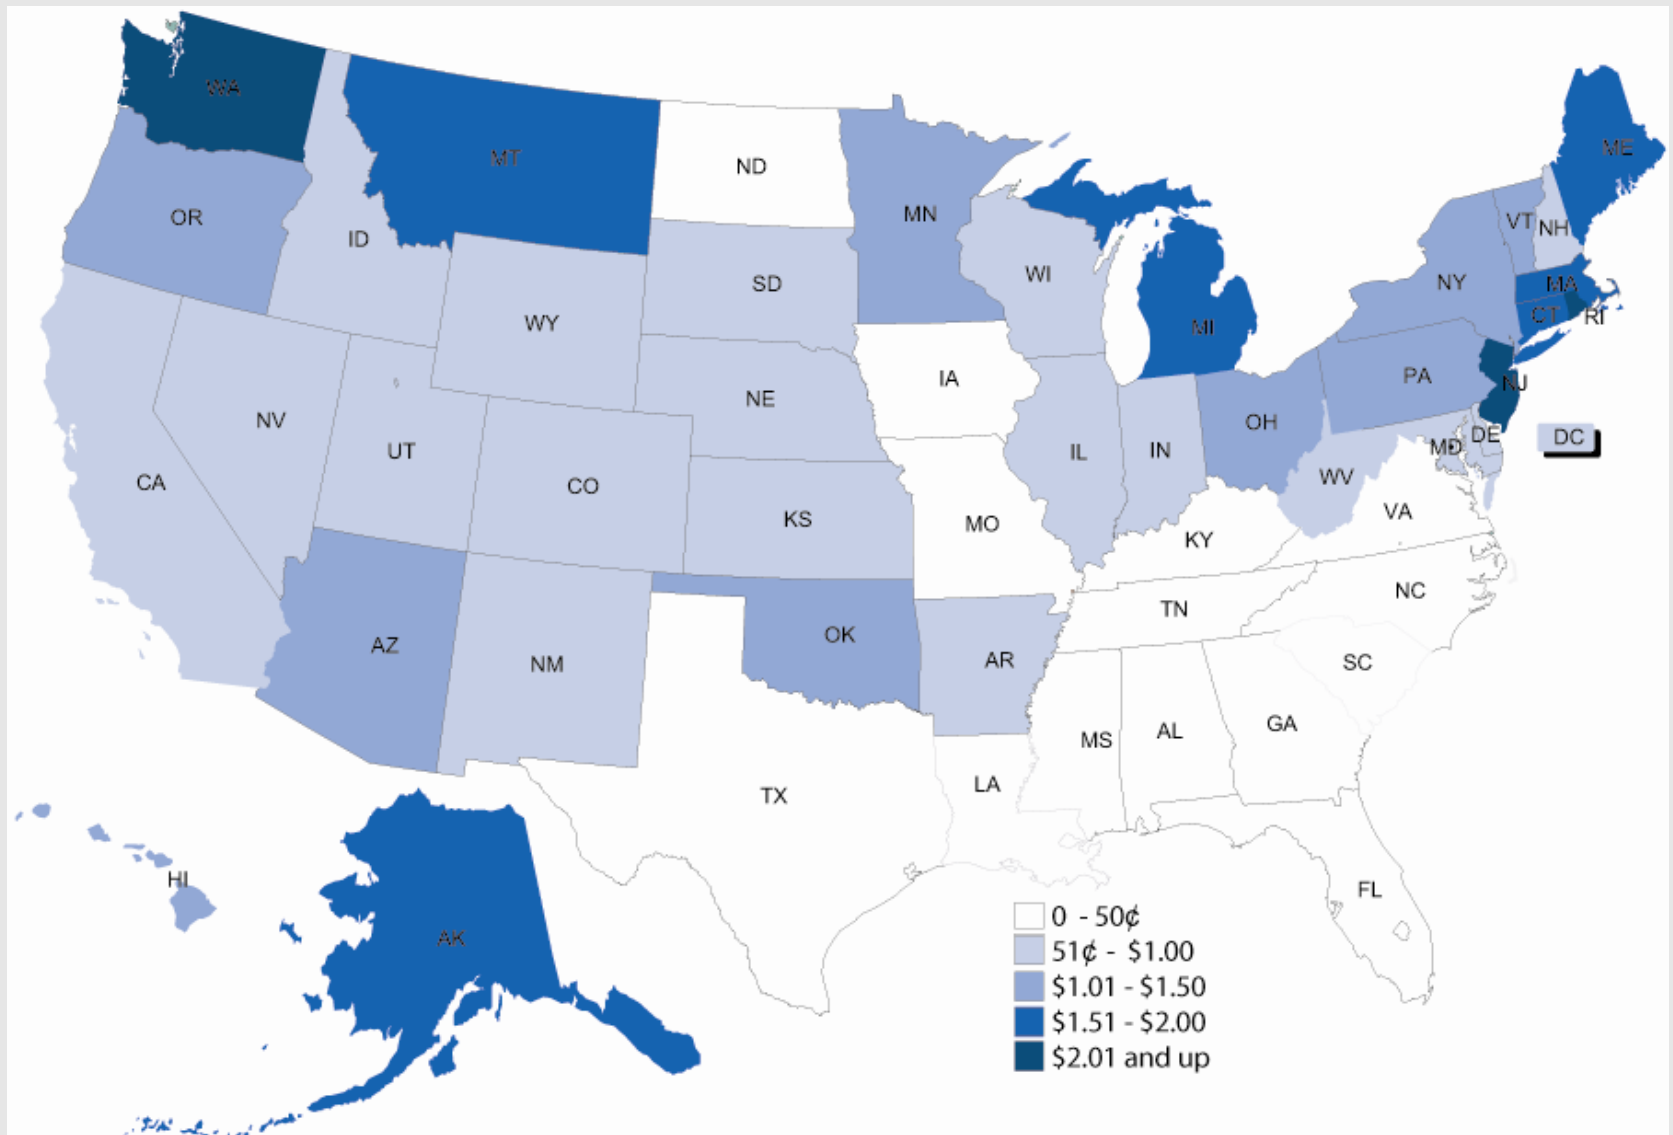 WA
MT
ND
MN
ME
OR
ID
VT
NH
WI
SD
NY
MA
WY
CT
RI
MI
IA
PA
NJ
NE
NV
OH
UT
IL
IN
MD
DE
DC
CA
CO
WV
KS
MO
VA
KY
NC
TN
AZ
OK
NM
AR
SC
MS
AL
GA
TX
LA
HI
FL
AK
0 - 50¢
51¢ - $1.00
$1.01 - $1.50
$1.51 - $2.00
$2.01 and up